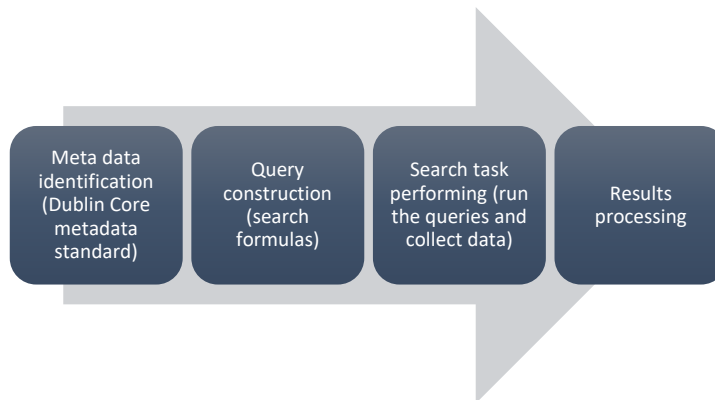 Meta data
identification
(Dublin Core
metadata
standard)
Query
construction
(search
formulas)
Search task
performing (run
the queries and
collect data)
Results
processing